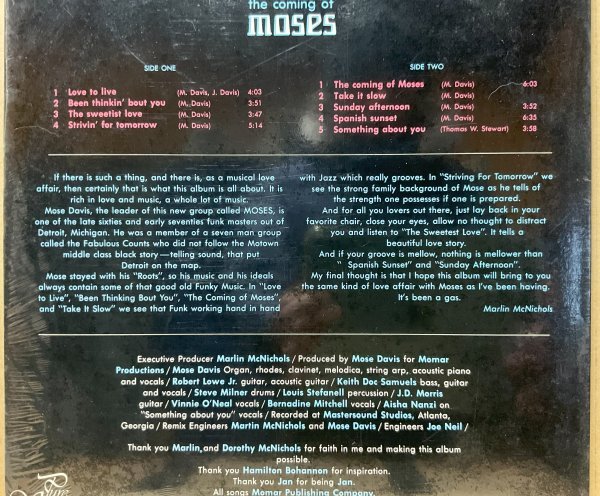 the coming of
moses
SIDE ONE
1 Love to live (M. Davis, J. Davis) 4:03
2 Been thinkin' bout you (M. Davis) 3:51
3 The sweetist love (M. Davis) 3:47
4 Strivin' for tomorrow (M. Davis) 5:14
SIDE TWO
1 The coming of Moses (M. Davis) 6:03
2 Take it slow (M. Davis)
3 Sunday afternoon (M. Davis) 3:52
4 Spanish sunset (M. Davis) 6:35
5 Something about you (Thomas W. Stewart) 3:58
If there is such a thing, and there is, as a musical love
affair, then certainly that is what this album is all about. It is
rich in love and music, a whole lot of music.
Mose Davis, the leader of this new group called MOSES, is
one of the late sixties and early seventies funk masters out of
Detroit, Michigan. He was a member of a seven man group
called the Fabulous Counts who did not follow the Motown
middle class black story—telling sound, that put
Detroit on the map.
Mose stayed with his "Roots", so his music and his ideals
always contain some of that good old Funky Music. In "Love
to Live", "Been Thinking Bout You", "The Coming of Moses",
and "Take It Slow" we see that Funk working hand in hand
with Jazz which really grooves. In "Striving For Tomorrow" we
see the strong family background of Mose as he tells of
the strength one possesses if one is prepared.
And for all you lovers out there, just lay back in your
favorite chair, close your eyes, allow no thought to distract
you and listen to "The Sweetest Love". It tells a
beautiful love story.
And if your groove is mellow, nothing is mellower than
" Spanish Sunset" and "Sunday Afternoon".
My final thought is that I hope this album will bring to you
the same kind of love affair with Moses as I've been having.
It's been a gas.
Marlin McNichols
Executive Producer Marlin McNichols / Produced by Mose Davis for Momar
Productions / Mose Davis Organ, rhodes, clavinet, melodica, string arp, acoustic piano
and vocals / Robert Lowe Jr. guitar, acoustic guitar / Keith Doc Samuels bass, guitar
and vocals / Steve Milner drums / Louis Stefanell percussion / J.D. Morris
guitar / Vinnie O'Neal vocals / Bernadine Mitchell vocals / Aisha Nanzi on
"Something about you" vocals / Recorded at Mastersound Studios, Atlanta,
Georgia / Remix Engineers Martin McNichols and Mose Davis / Engineers Joe Neil /
Thank you Marlin, and Dorothy McNichols for faith in me and making this album
possible.
Thank you Hamilton Bohannon for inspiration.
Thank you Jan for being Jan.
All songs Momar Publishing Company.